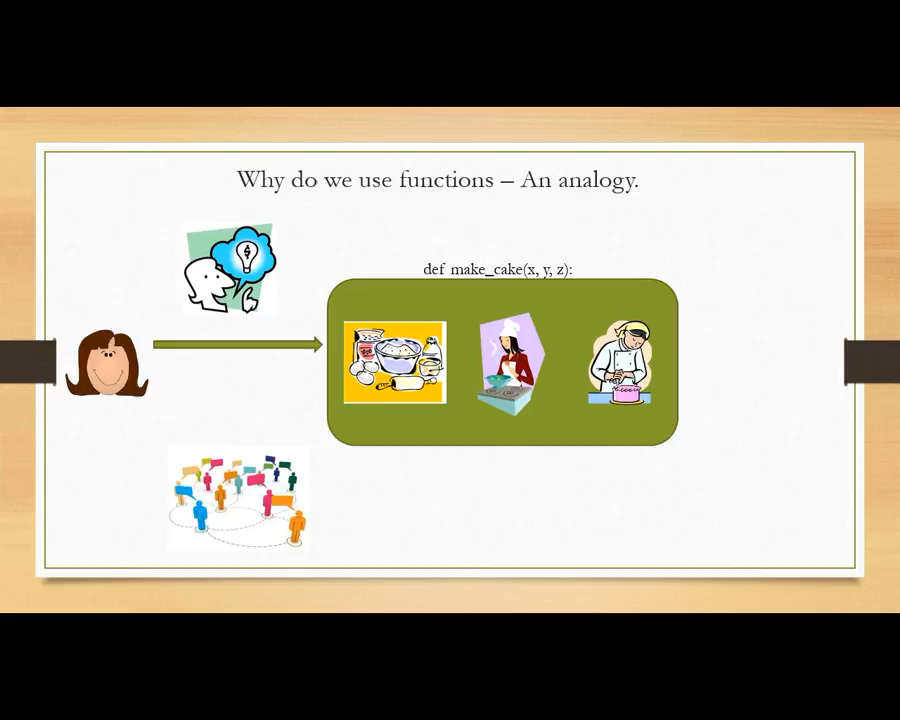 Why do we use functions – An analogy.
def make_cake(x, y, z):